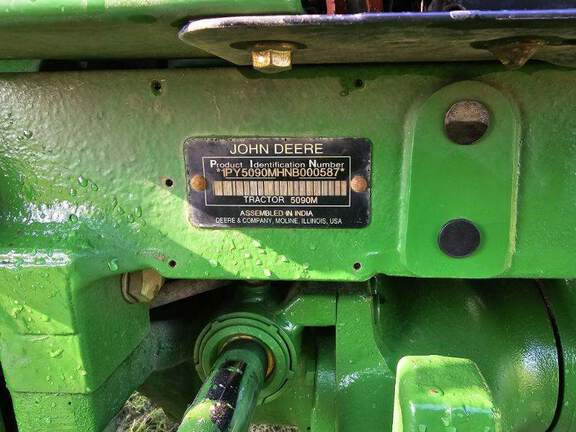 JOHN DEERE
Product Identification Number
*1PY5090MHNB000587*
TRACTOR 5090M
ASSEMBLED IN INDIA
DEERE & COMPANY, MOLINE, ILLINOIS, USA